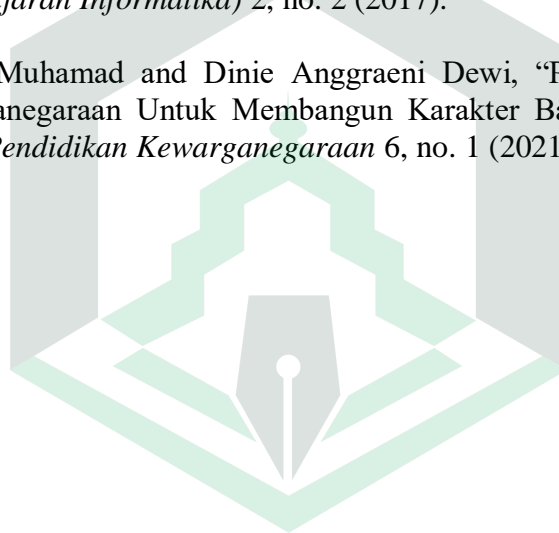 ajaran Informatika) 2, no. 2 (2017).
Muhamad and Dinie Anggraeni Dewi, “P
anegaraan Untuk Membangun Karakter Ba
Pendidikan Kewarganegaraan 6, no. 1 (2021